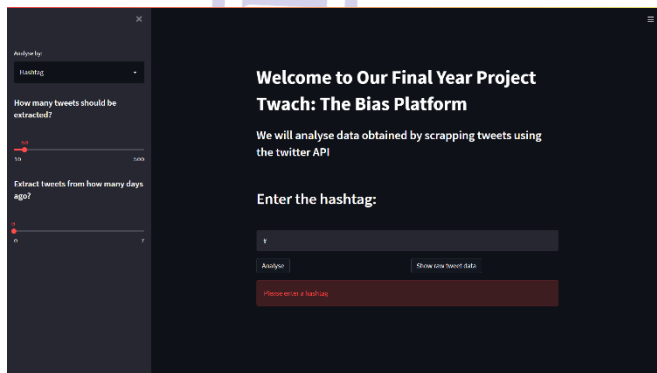 ×
Analyse by:
Hashtag
How many tweets should be
extracted?
50
10 500
Extract tweets from how many days
ago?
0
0 7
Welcome to Our Final Year Project
Twach: The Bias Platform
We will analyse data obtained by scrapping tweets using
the twitter API
Enter the hashtag:
#
Analyse Show raw tweet data
Please enter a hashtag